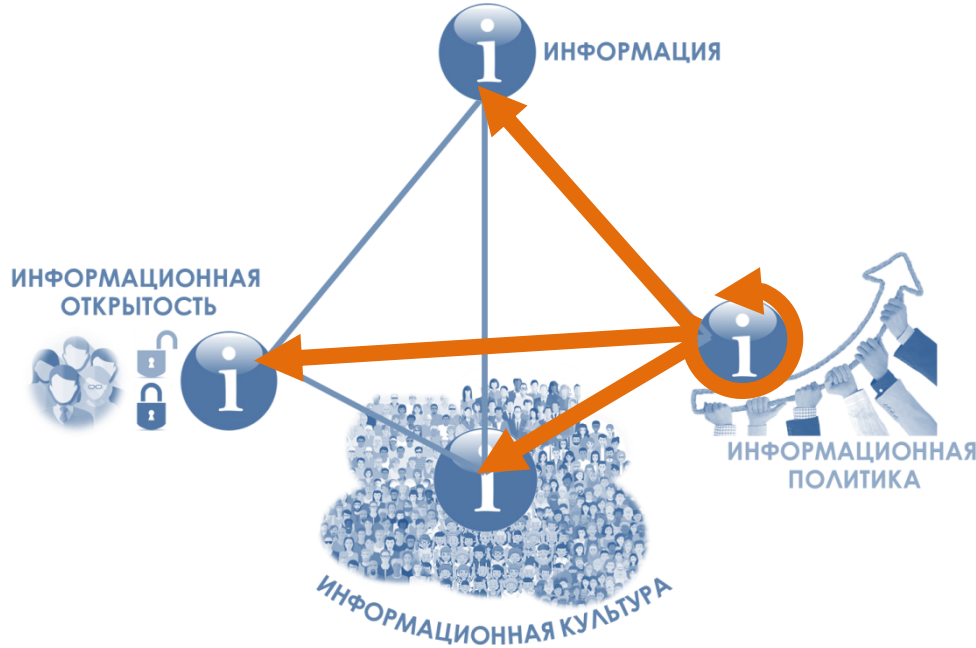 ИНФОРМАЦИЯ
ИНФОРМАЦИОННАЯ
ОТКРЫТОСТЬ
ИНФОРМАЦИОННАЯ
ПОЛИТИКА
ИНФОРМАЦИОННАЯ КУЛЬТУРА
i
i
i
i